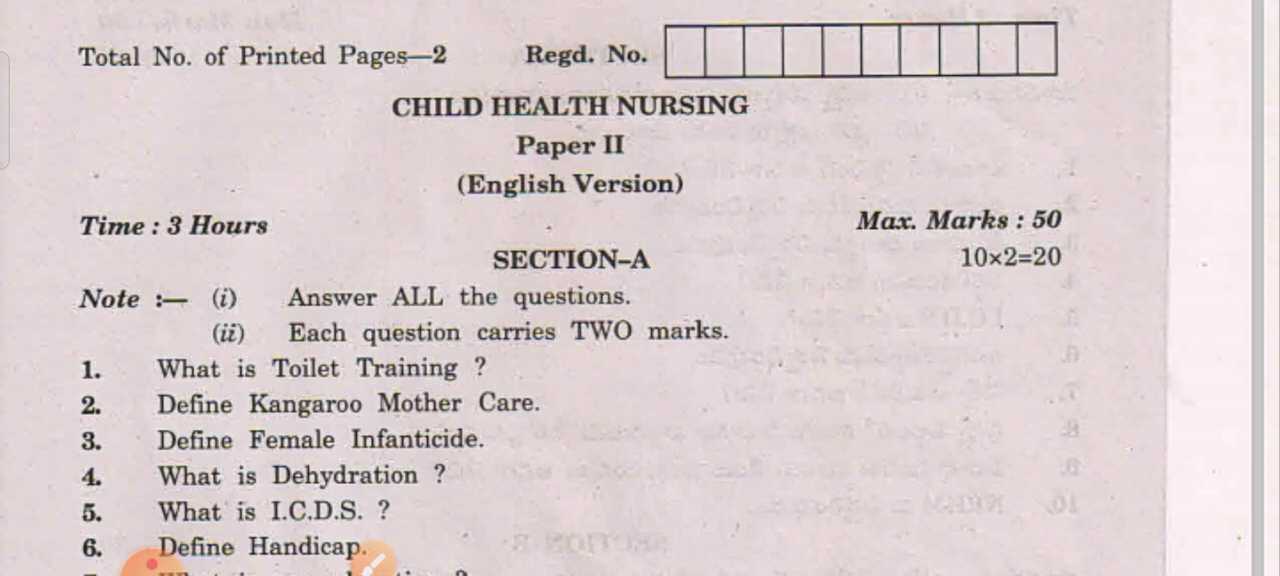 Total No. of Printed Pages—2 Regd. No.
CHILD HEALTH NURSING
Paper II
(English Version)
Time : 3 Hours Max. Marks : 50
SECTION–A 10×2=20
Note :— (i) Answer ALL the questions.
(ii) Each question carries TWO marks.
1. What is Toilet Training ?
2. Define Kangaroo Mother Care.
3. Define Female Infanticide.
4. What is Dehydration ?
5. What is I.C.D.S. ?
6. Define Handicap.